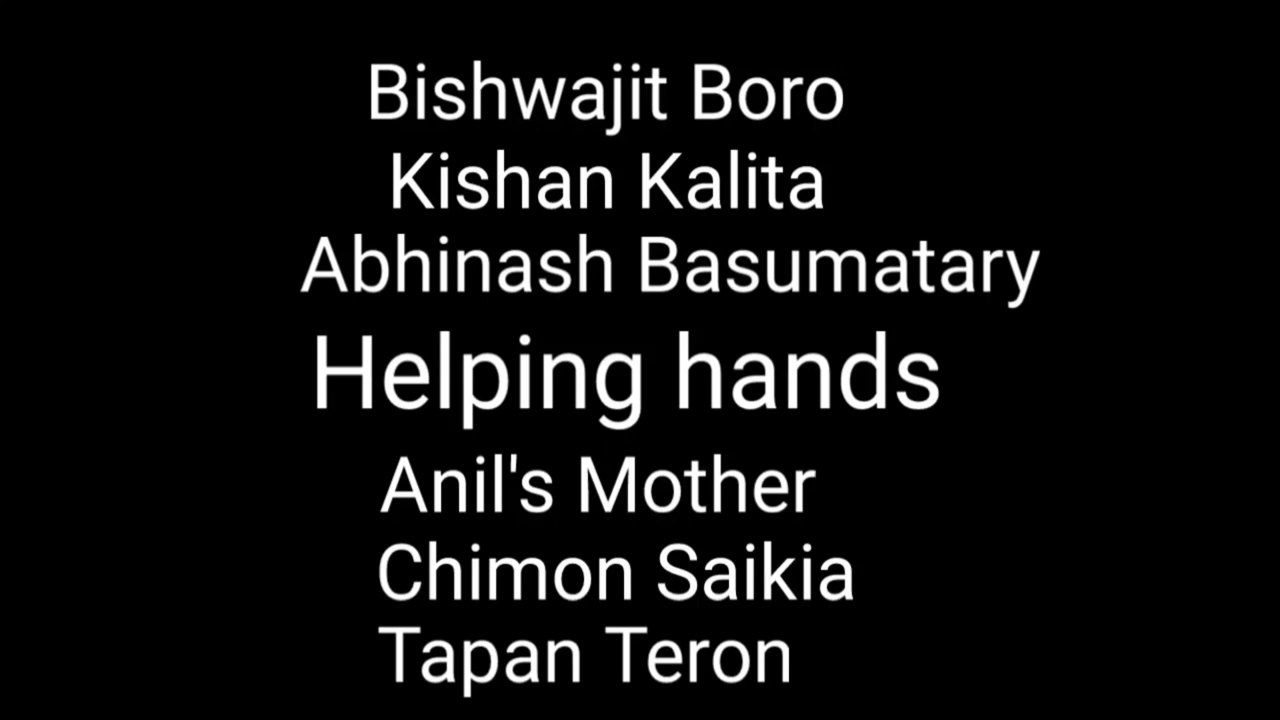 Bishwajit Boro
Kishan Kalita
Abhinash Basumatary
Helping hands
Anil's Mother
Chimon Saikia
Tapan Teron